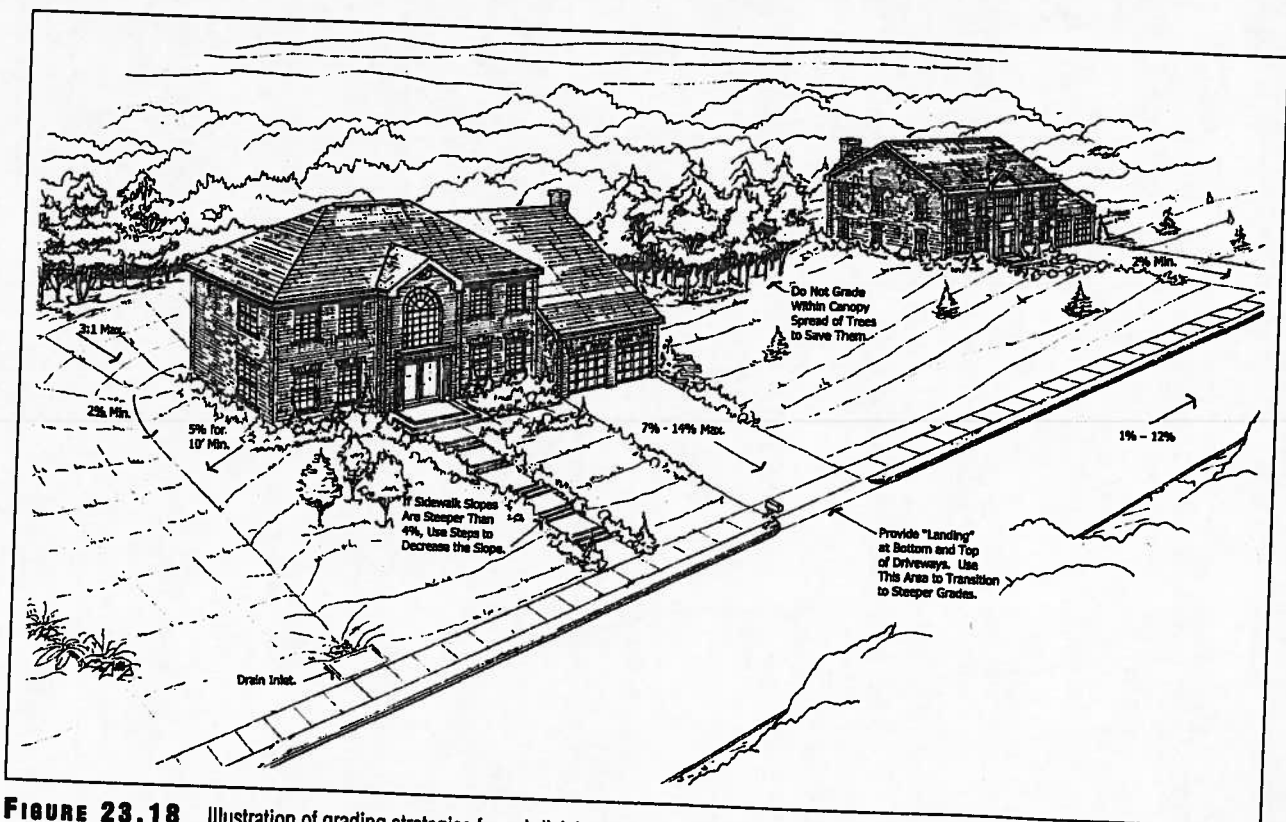 3:1 Max.
2% Min.
5% for
10' Min.
If Sidewalk Slopes
Are Steeper Than
4%, Use Steps to
Decrease the Slope.
Drain Inlet.
7% - 14% Max.
Do Not Grade
Within Canopy
Spread of Trees
to Save Them.
2% Min.
1% – 12%
Provide "Landing"
at Bottom and Top
of Driveways. Use
This Area to Transition
to Steeper Grades.
FIGURE 23.18 Illustration of grading strategies for